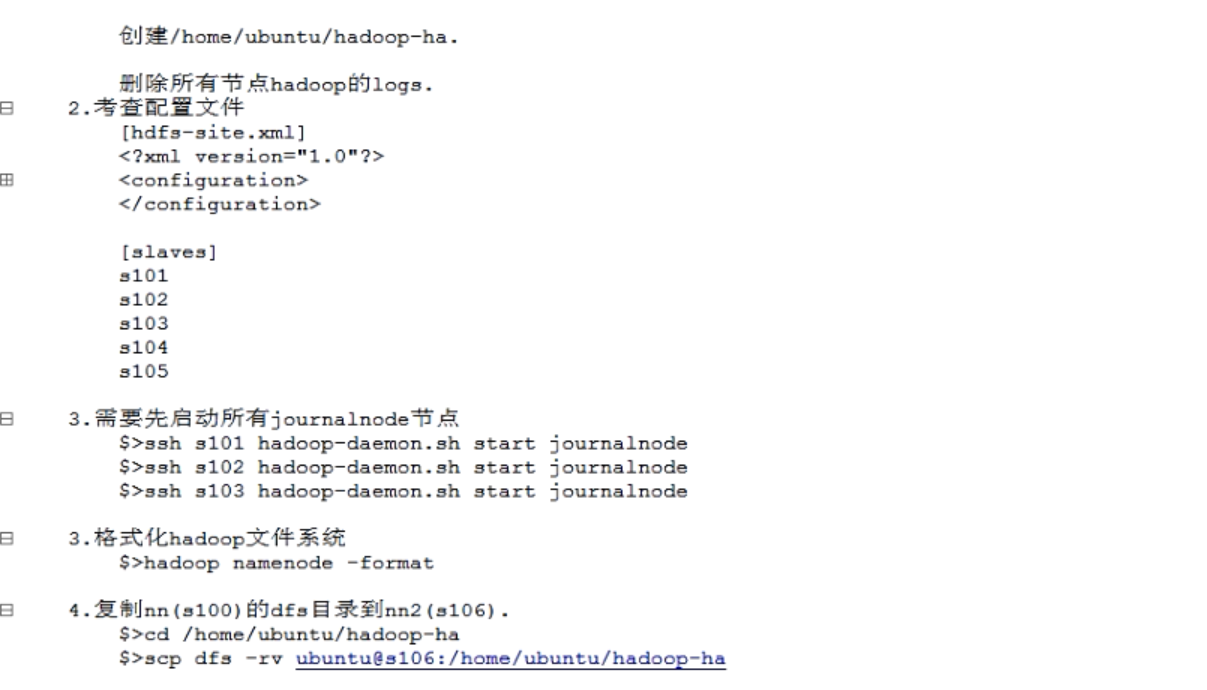 创建/home/ubuntu/hadoop-ha.
删除所有节点hadoop的logs.
2.考查配置文件
[hdfs-site.xml]
<?xml version="1.0"?>
<configuration>
</configuration>
[slaves]
s101
s102
s103
s104
s105
3.需要先启动所有journalnode节点
$>ssh s101 hadoop-daemon.sh start journalnode
$>ssh s102 hadoop-daemon.sh start journalnode
$>ssh s103 hadoop-daemon.sh start journalnode
3.格式化hadoop文件系统
$>hadoop namenode -format
4.复制nn(s100)的dfs目录到nn2(s106).
$>cd /home/ubuntu/hadoop-ha
$>scp dfs -rv ubuntu@s106:/home/ubuntu/hadoop-ha